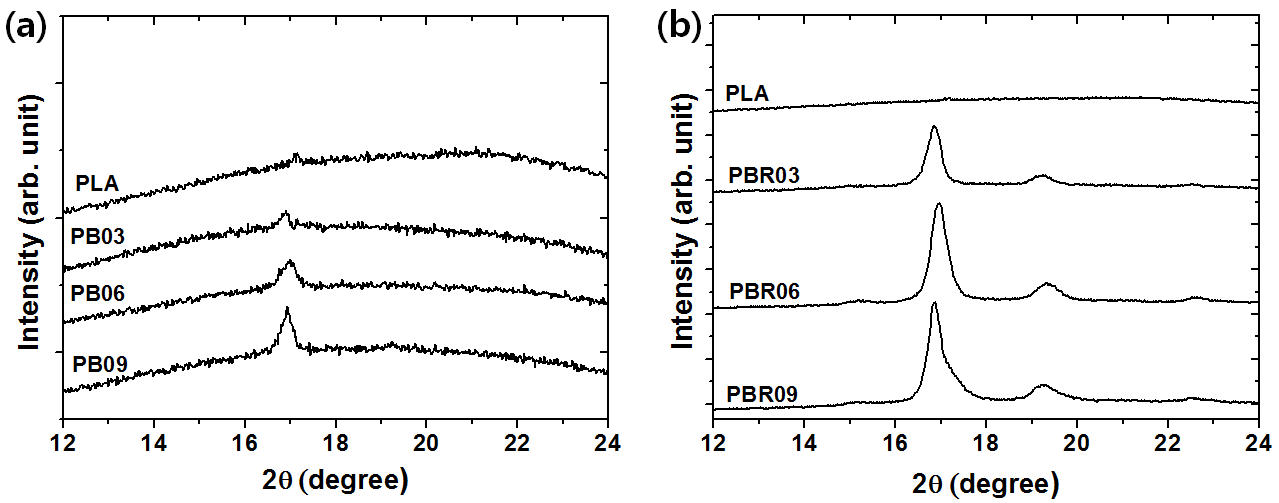 (a)
Intensity (arb. unit)
PLA
PB03
PB06
PB09
12 14 16 18 20 22 24
2θ (degree)
(b)
Intensity (arb. unit)
PLA
PBR03
PBR06
PBR09
12 14 16 18 20 22 24
2θ (degree)